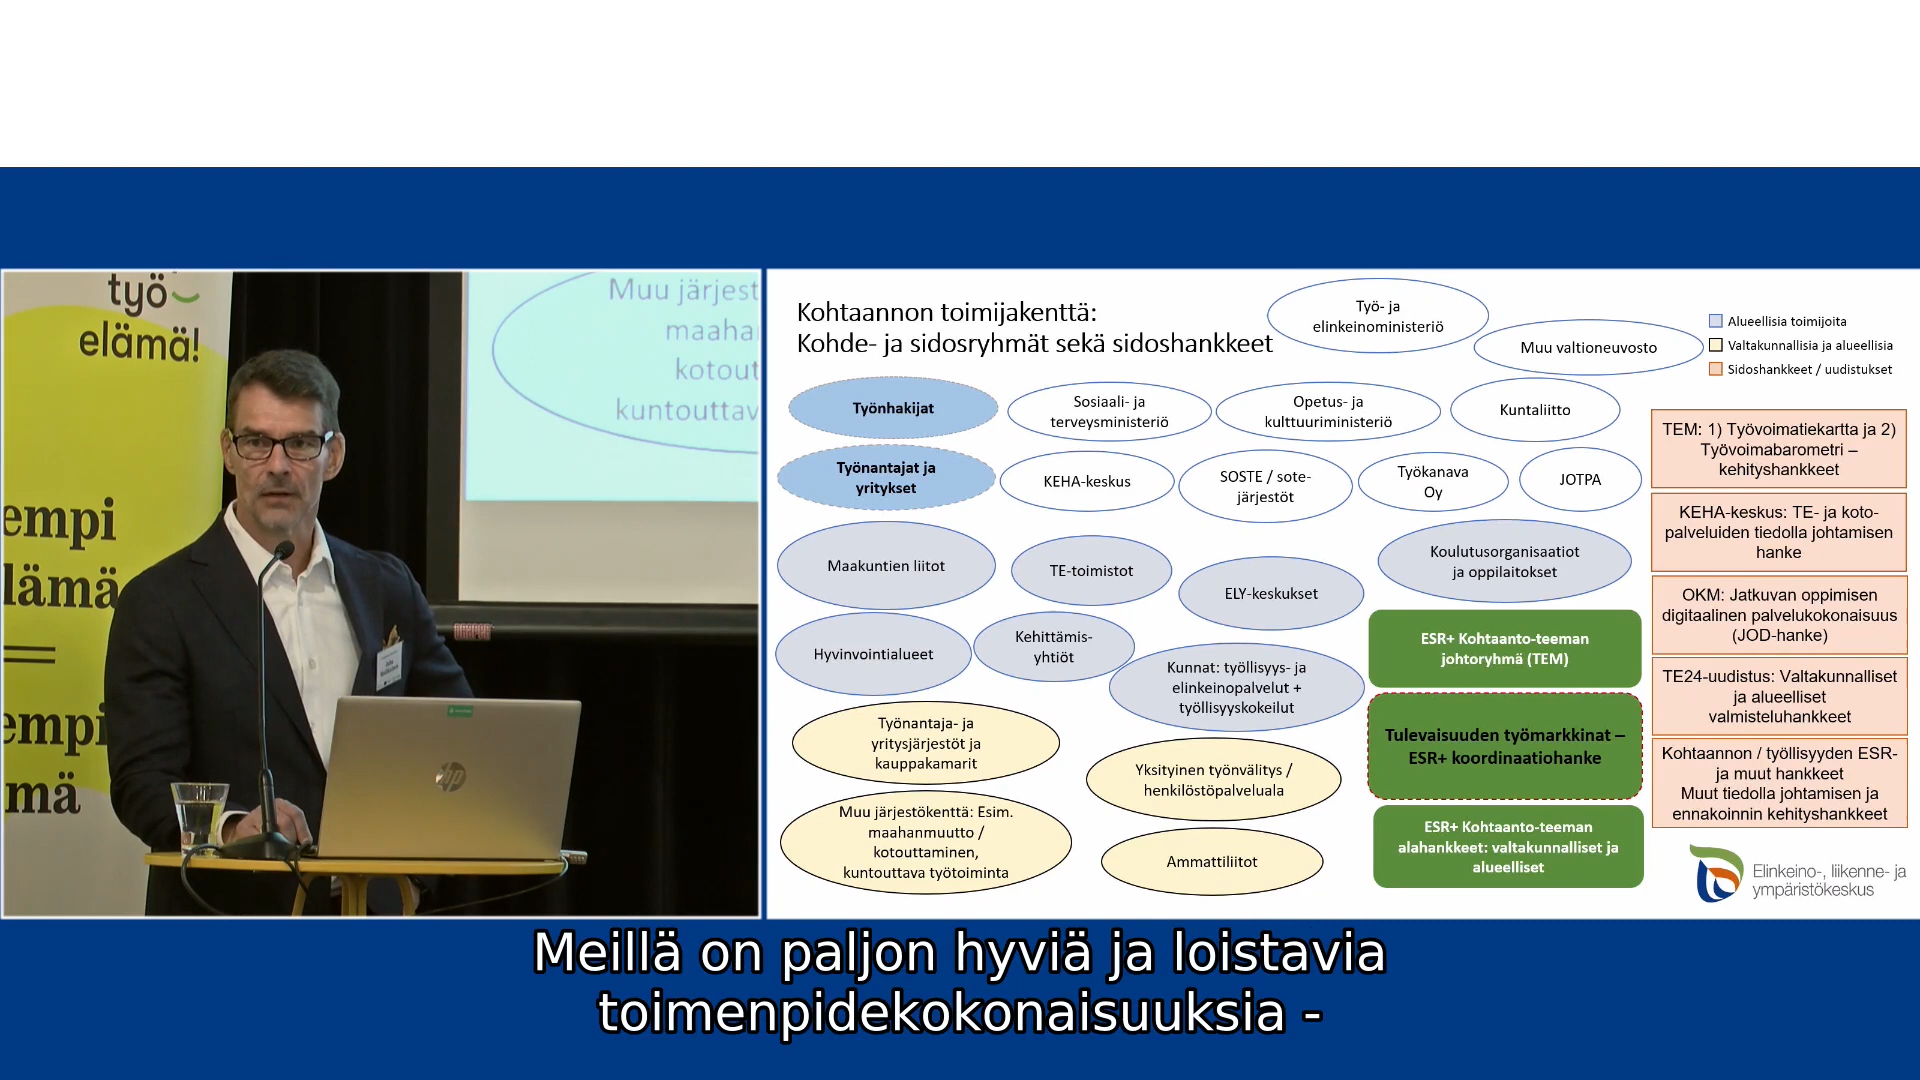 työ
elämä!
empi
lämä
empi
mä
Muu järjest
maahan
kotout
kuntouttav
hp
Kohtaannon toimijakenttä:
Kohde- ja sidosryhmät sekä sidoshankkeet
Työ- ja
elinkeinoministeriö
Muu valtioneuvosto
Alueellisia toimijoita
Valtakunnallisia ja alueellisia
Sidoshankkeet / uudistukset
Työnhakijat
Sosiaali- ja
terveysministeriö
Opetus- ja
kulttuuriministeriö
Kuntaliitto
Työnantajat ja
yritykset
KEHA-keskus
SOSTE / sote-
järjestöt
Työkanava
Oy
JOTPA
Maakuntien liitot
TE-toimistot
ELY-keskukset
Koulutusorganisaatiot
ja oppilaitokset
Hyvinvointialueet
Kehittämis-
yhtiöt
Kunnat: työllisyys- ja
elinkeinopalvelut +
työllisyyskokeilut
Työnantaja- ja
yritysjärjestöt ja
kauppakamarit
Yksityinen työnvälitys /
henkilöstöpalveluala
Muu järjestökenttä: Esim.
maahanmuutto /
kotouttaminen,
kuntouttava työtoiminta
Ammattiliitot
ESR+ Kohtaanto-teeman
johtoryhmä (TEM)
Tulevaisuuden työmarkkinat –
ESR+ koordinaatiohanke
ESR+ Kohtaanto-teeman
alahankkeet: valtakunnalliset ja
alueelliset
TEM: 1) Työvoimatiekartta ja 2)
Työvoimabarometri –
kehityshankkeet
KEHA-keskus: TE- ja koto-
palveluiden tiedolla johtamisen
hanke
OKM: Jatkuvan oppimisen
digitaalinen palvelukokonaisuus
(JOD-hanke)
TE24-uudistus: Valtakunnalliset
ja alueelliset
valmisteluhankkeet
Kohtaannon / työllisyyden ESR-
ja muut hankkeet
Muut tiedolla johtamisen ja
ennakoinnin kehityshankkeet
Elinkeino-, liikenne- ja
ympäristökeskus
Meillä on paljon hyviä ja loistavia
toimenpidekokonaisuuksia -